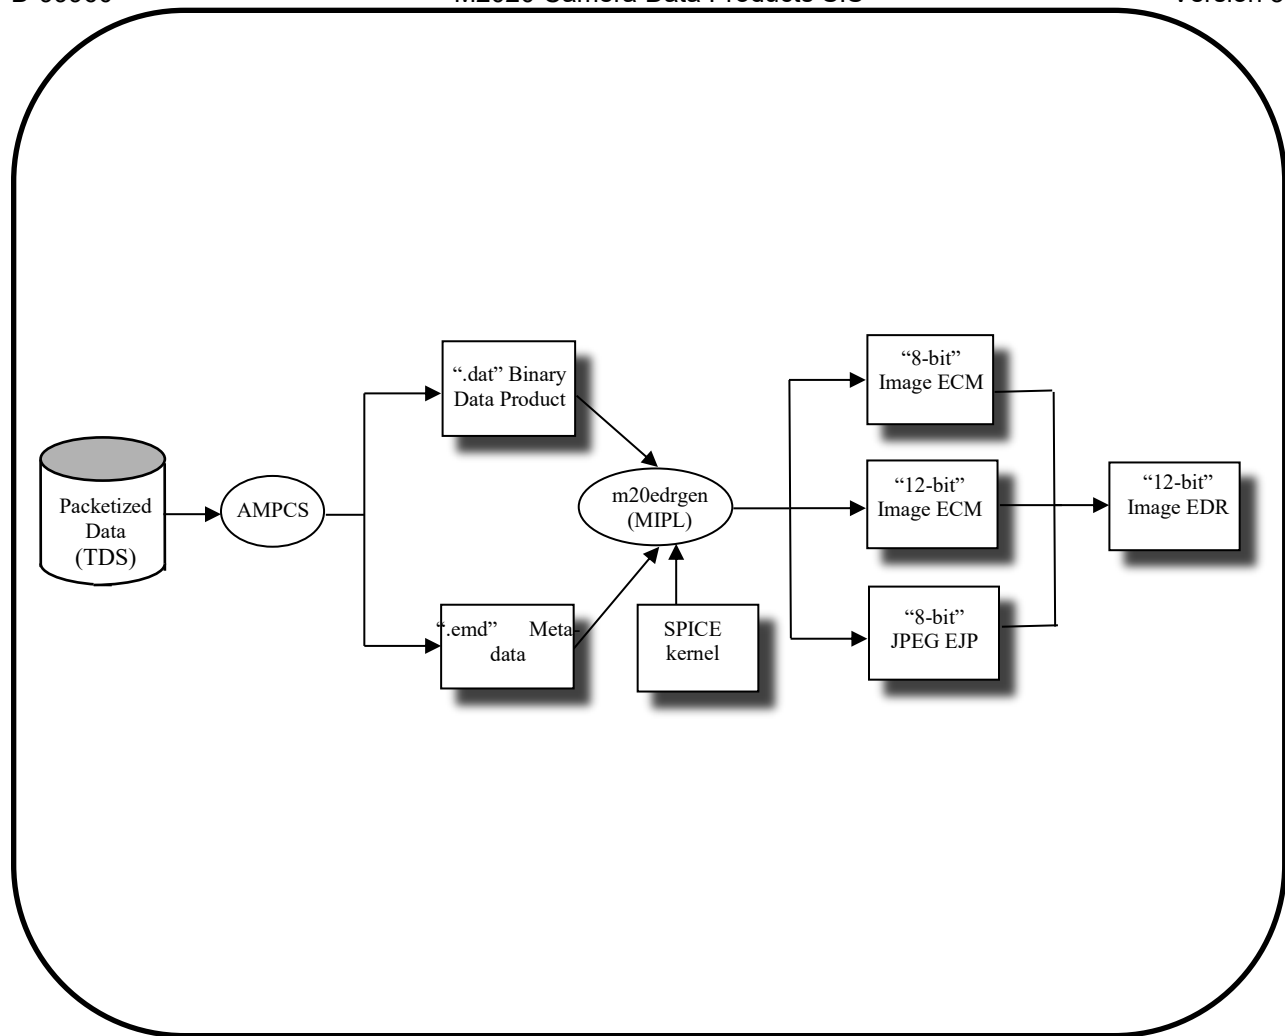 M2020 Camera Data Products SIS
Version
“.dat” Binary
Data Product
“8-bit”
Image ECM
Packetized
Data
(TDS)
AMPCS
m20edrgen
(MIPL)
“12-bit”
Image ECM
“12-bit”
Image EDR
“.emd” Meta-
data
SPICE
kernel
“8-bit”
JPEG EJP